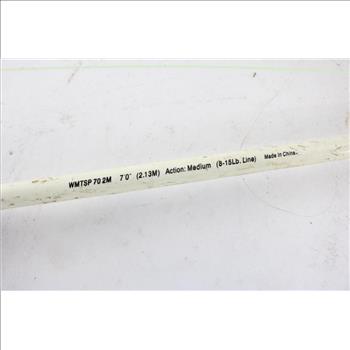 WMTSP 70 2M 7'0" (2.13M) Action: Medium (8-15Lb. Line) Made in China.